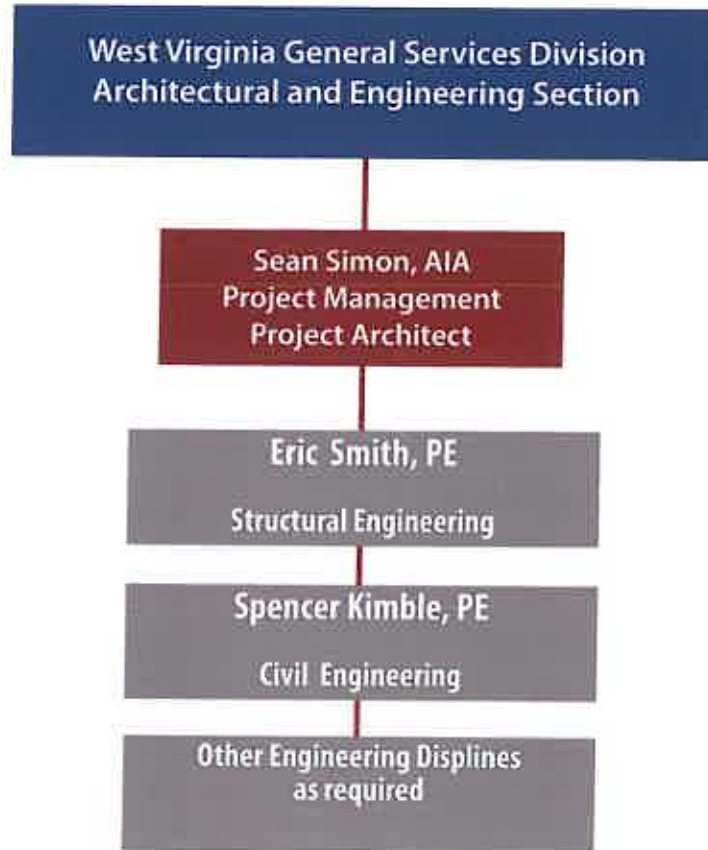 West Virginia General Services Division
Architectural and Engineering Section
Sean Simon, AIA
Project Management
Project Architect
Eric Smith, PE
Structural Engineering
Spencer Kimble, PE
Civil Engineering
Other Engineering Displines
as required